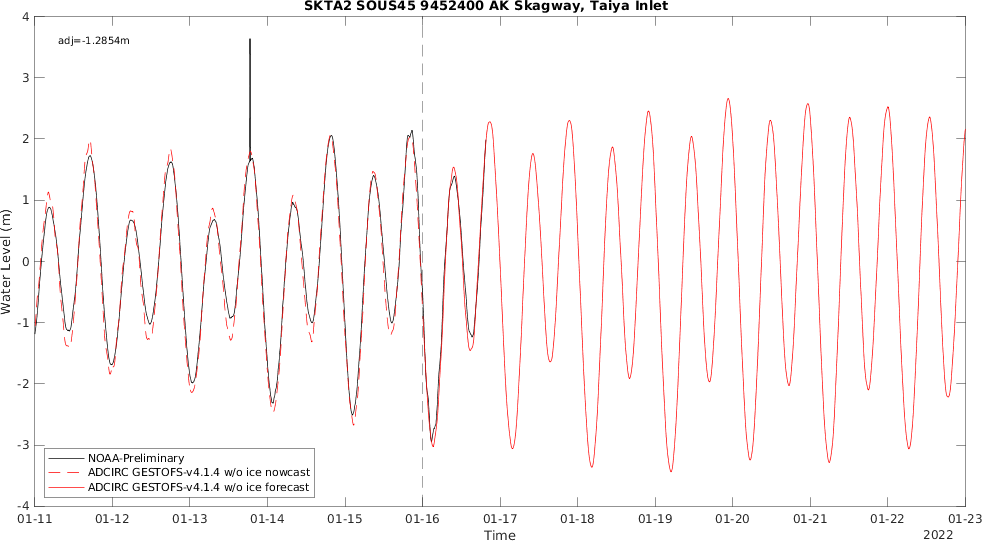 SKTA2 SOUS45 9452400 AK Skagway, Taiya Inlet
adj=-1.2854m
4
3
2
1
0
-1
-2
-3
-4
Water Level (m)
NOAA-Preliminary
ADCIRC GESTOFS-v4.1.4 w/o ice nowcast
ADCIRC GESTOFS-v4.1.4 w/o ice forecast
01-11 01-12 01-13 01-14 01-15 01-16 01-17 01-18 01-19 01-20 01-21 01-22 01-23
Time
2022